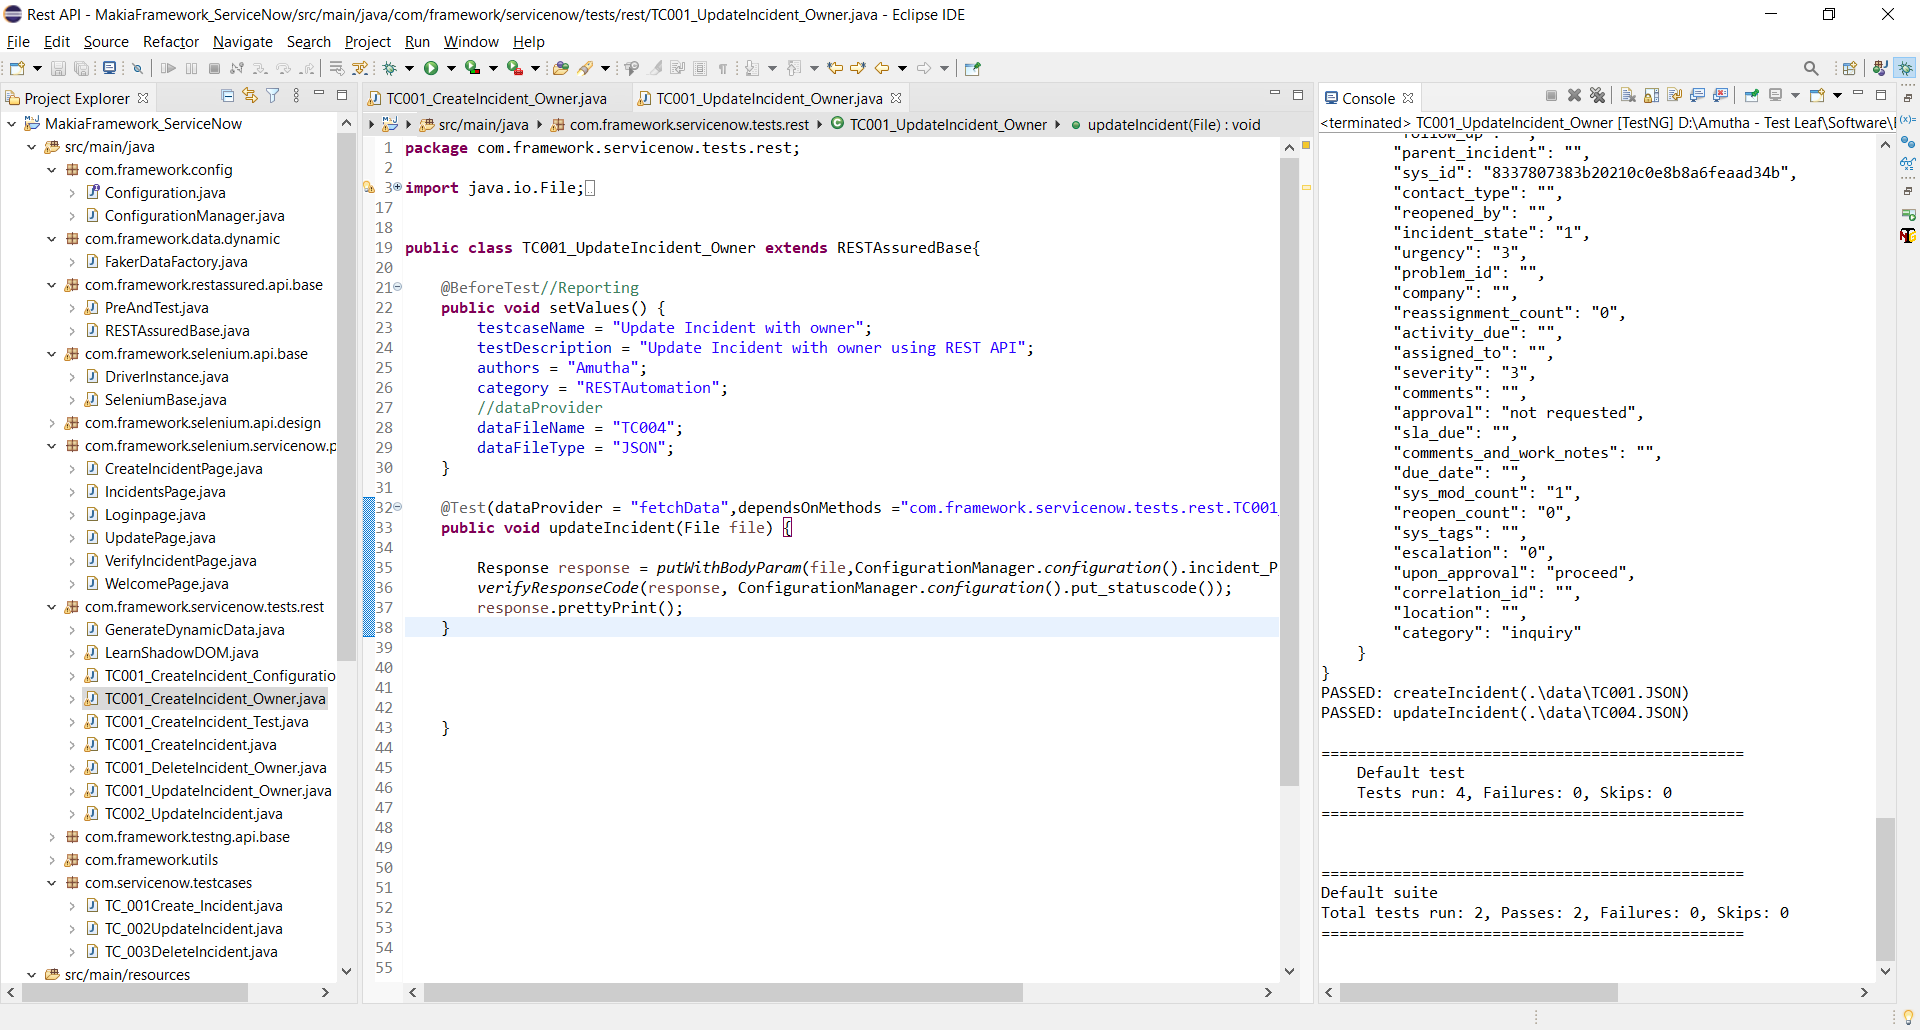 Rest API - MakiaFramework_ServiceNow/src/main/java/com/framework/servicenow/tests/rest/TC001_UpdateIncident_Owner.java - Eclipse IDE
File Edit Source Refactor Navigate Search Project Run Window Help
Project Explorer
MakiaFramework_ServiceNow
src/main/java
com.framework.config
Configuration.java
ConfigurationManager.java
com.framework.data.dynamic
FakerDataFactory.java
com.framework.restassured.api.base
PreAndTest.java
RESTAssuredBase.java
com.framework.selenium.api.base
DriverInstance.java
SeleniumBase.java
com.framework.selenium.api.design
com.framework.selenium.servicenow.p
CreateIncidentPage.java
IncidentsPage.java
Loginpage.java
UpdatePage.java
VerifyIncidentPage.java
WelcomePage.java
com.framework.servicenow.tests.rest
GenerateDynamicData.java
LearnShadowDOM.java
TC001_CreateIncident_Configuratio
TC001_CreateIncident_Owner.java
TC001_CreateIncident_Test.java
TC001_CreateIncident.java
TC001_DeleteIncident_Owner.java
TC001_UpdateIncident_Owner.java
TC002_UpdateIncident.java
com.framework.testng.api.base
com.framework.utils
com.servicenow.testcases
TC_001Create_Incident.java
TC_002UpdateIncident.java
TC_003DeleteIncident.java
src/main/resources
TC001_CreateIncident_Owner.java TC001_UpdateIncident_Owner.java
src/main/java com.framework.servicenow.tests.rest TC001_UpdateIncident_Owner updateIncident(File) : void
1 package com.framework.servicenow.tests.rest;
2
3 import java.io.File;
17
18
19 public class TC001_UpdateIncident_Owner extends RESTAssuredBase{
20
21 @BeforeTest//Reporting
22 public void setValues() {
23 testcaseName = "Update Incident with owner";
24 testDescription = "Update Incident with owner using REST API";
25 authors = "Amutha";
26 category = "RESTAutomation";
27 //dataProvider
28 dataFileName = "TC004";
29 dataFileType = "JSON";
30 }
31
32 @Test(dataProvider = "fetchData",dependsOnMethods ="com.framework.servicenow.tests.rest.TC001_
33 public void updateIncident(File file) {
34
35 Response response = putWithBodyParam(file,ConfigurationManager.configuration().incident_P
36 verifyResponseCode(response, ConfigurationManager.configuration().put_statuscode());
37 response.prettyPrint();
38 }
39
40
41
42
43 }
44
45
46
47
48
49
50
51
52
53
54
55
Console
<terminated> TC001_UpdateIncident_Owner [TestNG] D:\Amutha - Test Leaf\Software\
"follow_up": "",
"parent_incident": "",
"sys_id": "8337807383b20210c0e8b8a6feaad34b",
"contact_type": "",
"reopened_by": "",
"incident_state": "1",
"urgency": "3",
"problem_id": "",
"company": "",
"reassignment_count": "0",
"activity_due": "",
"assigned_to": "",
"severity": "3",
"comments": "",
"approval": "not requested",
"sla_due": "",
"comments_and_work_notes": "",
"due_date": "",
"sys_mod_count": "1",
"reopen_count": "0",
"sys_tags": "",
"escalation": "0",
"upon_approval": "proceed",
"correlation_id": "",
"location": "",
"category": "inquiry"
}
}
PASSED: createIncident(.\data\TC001.JSON)
PASSED: updateIncident(.\data\TC004.JSON)
===============================================
Default test
Tests run: 4, Failures: 0, Skips: 0
===============================================
===============================================
Default suite
Total tests run: 2, Passes: 2, Failures: 0, Skips: 0
===============================================